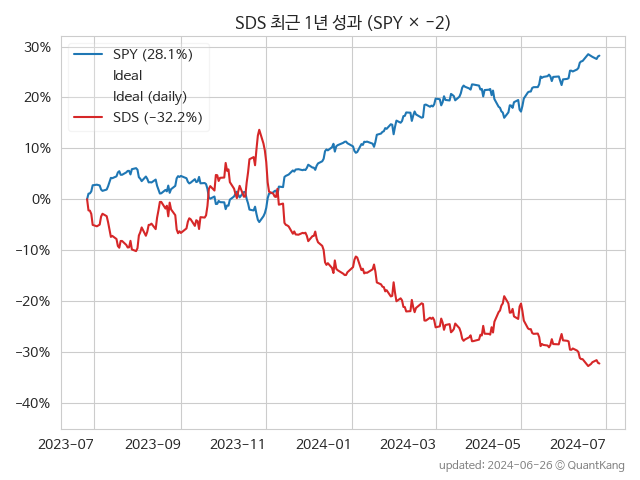 SDS 최근 1년 성과 (SPY × −2)
SPY (28.1%)
Ideal
Ideal (daily)
SDS (−32.2%)
30%
20%
10%
0%
−10%
−20%
−30%
−40%
2023-07 2023-09 2023-11 2024-01 2024-03 2024-05 2024-07
updated: 2024-06-26 © QuantKang